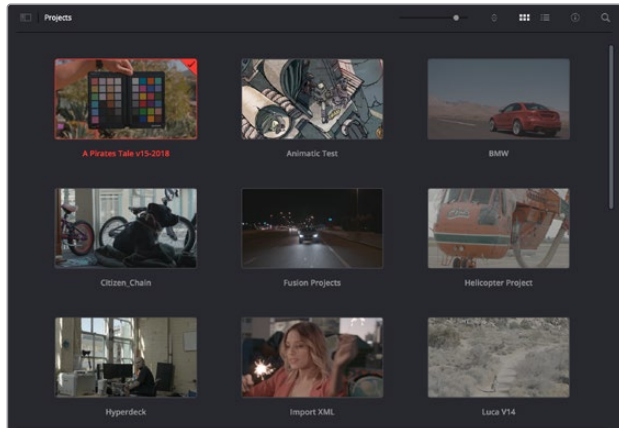 Projects
A Pirates Tale v15-2018
Animatic Test
BMW
Citizen_Chain
Fusion Projects
Helicopter Project
Hyperdeck
Import XML
Luca V14